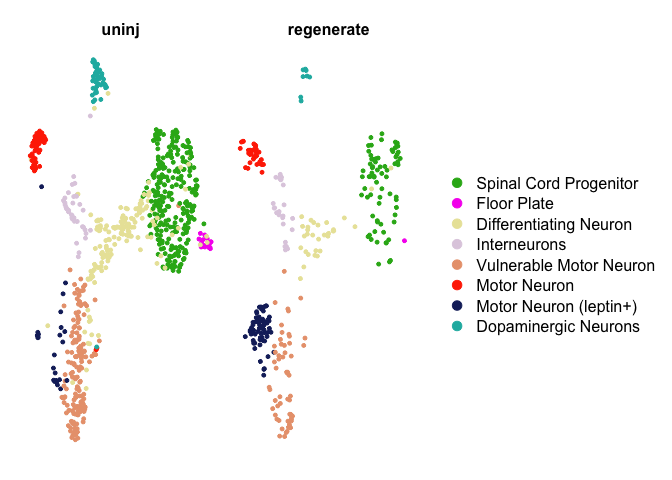 uninj
regenerate
Spinal Cord Progenitor
Floor Plate
Differentiating Neuron
Interneurons
Vulnerable Motor Neuron
Motor Neuron
Motor Neuron (leptin+)
Dopaminergic Neurons